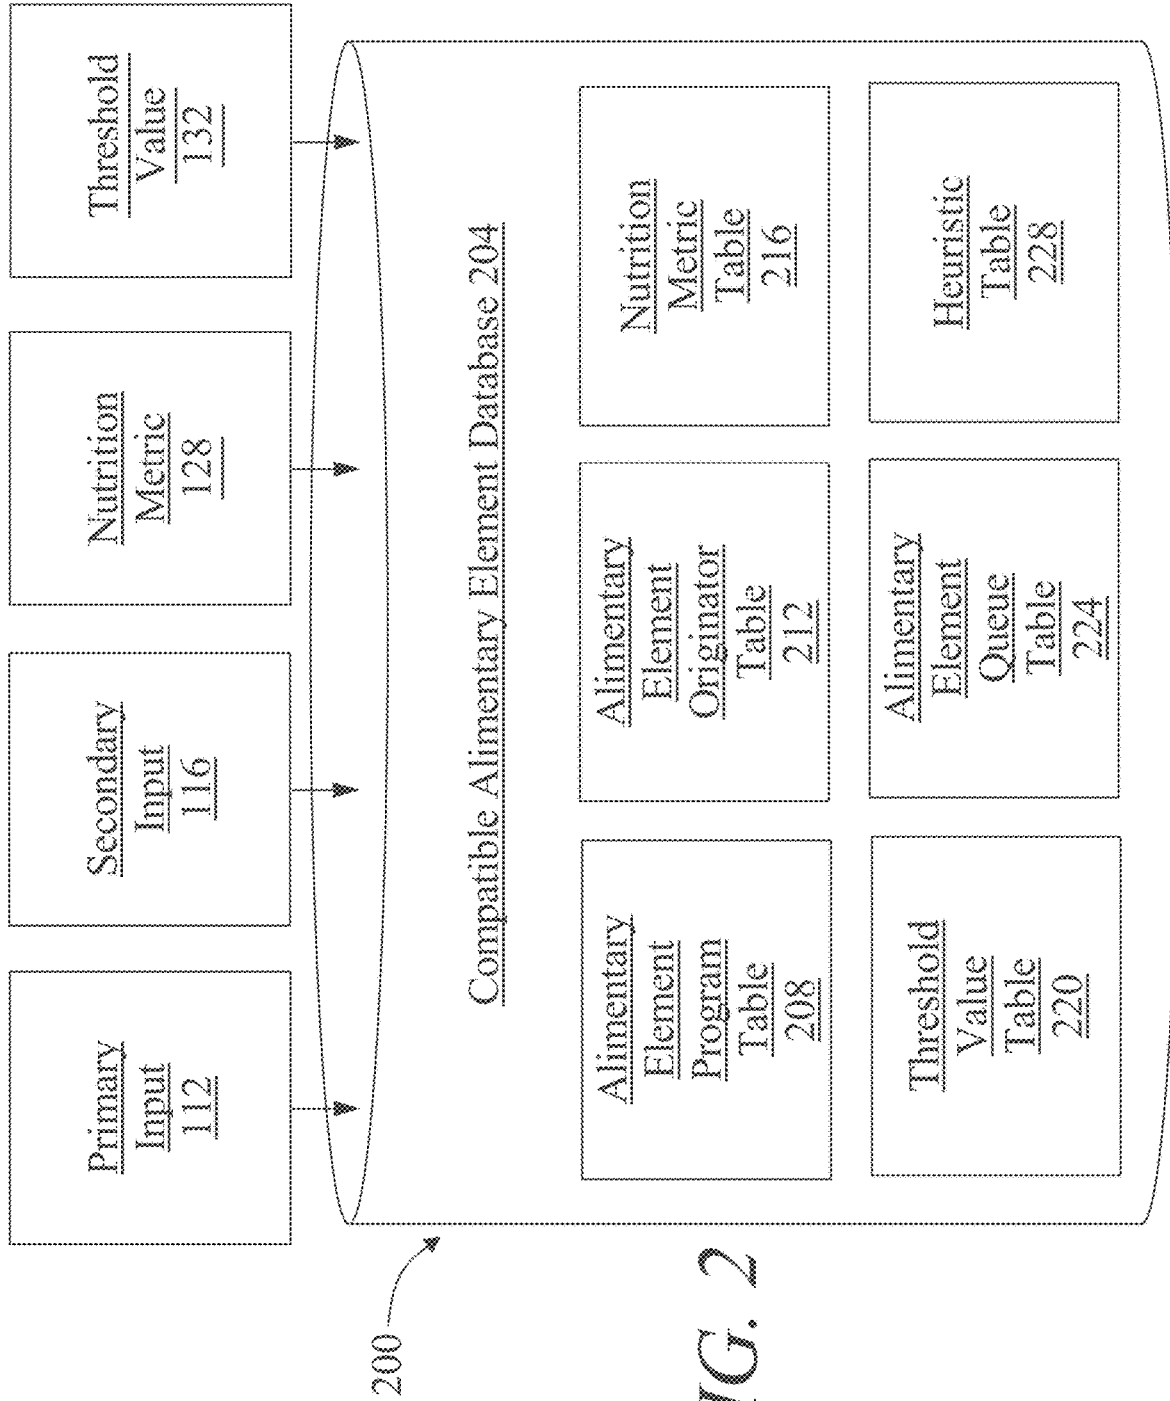 Primary
Input
112
Secondary
Input
116
Nutrition
Metric
128
Threshold
Value
132
200
Compatible Alimentary Element Database 204
Alimentary
Element
Program
Table
208
Alimentary
Element
Originator
Table
212
Nutrition
Metric
Table
216
Threshold
Value
Table
220
Alimentary
Element
Queue
Table
224
Heuristic
Table
228
IG. 2